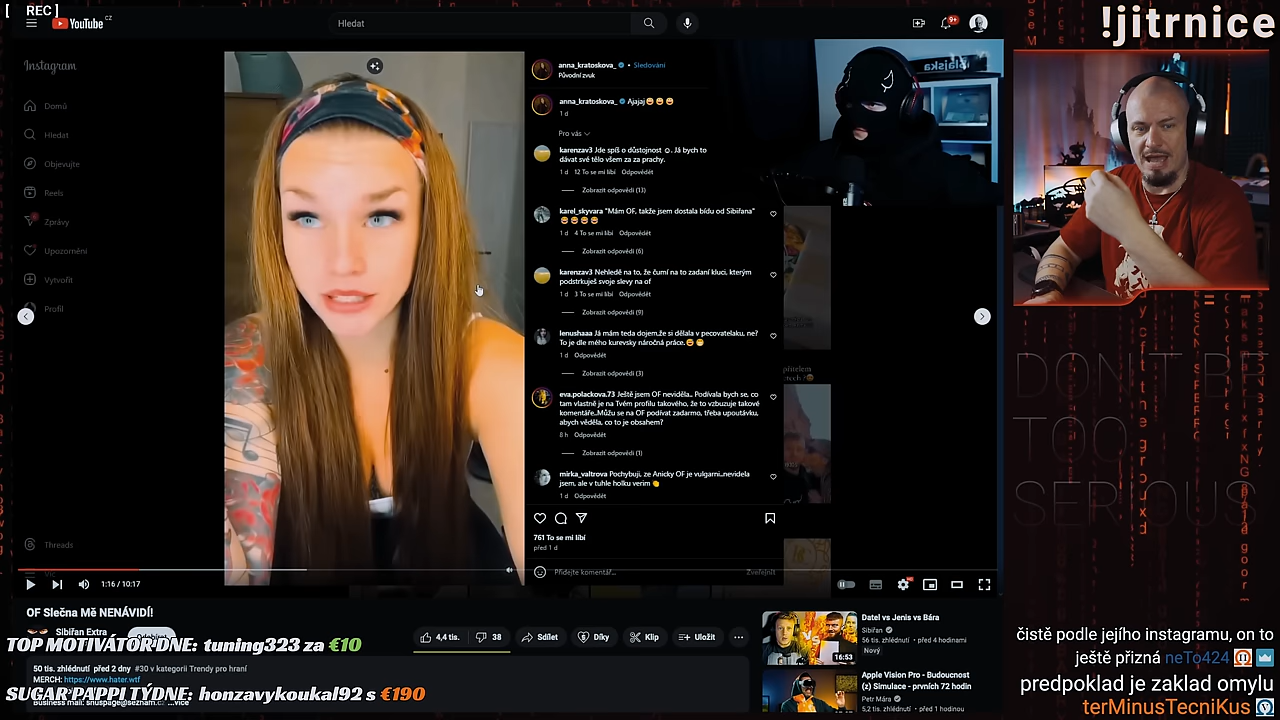 [ REC ]
YouTube CZ
Hledat
9+
!jitrnice
Instagram
Domů
Hledat
Objevujte
Reels
Zprávy
Upozornění
Vytvořit
Profil
Threads
anna_kratoskova_ • Sledování
Původní zvuk
anna_kratoskova_ Ajajaj😄😄😄
1 d
Pro vás
karenzav3 Jde spíš o důstojnost ☺. Já bych to
dávat své tělo všem za za prachy.
1 d 12 To se mi líbí Odpovědět
Zobrazit odpovědi (13)
karel_skyvara "Mám OF, takže jsem dostala bídu od Sibiřana"
😄😄😄😄
1 d 4 To se mi líbí Odpovědět
Zobrazit odpovědi (6)
karenzav3 Nehledě na to, že čumí na to zadaní kluci, kterým
podstrkuješ svoje slevy na of
1 d 3 To se mi líbí Odpovědět
Zobrazit odpovědi (9)
lenushaaa Já mám teda dojem,že si dělala v pecovatelaku, ne?
To je dle mého kurevsky náročná práce.😄😁
1 d Odpovědět
Zobrazit odpovědi (3)
eva.polackova.73 Ještě jsem OF neviděla.. Podívala bych se, co
tam vlastně je na Tvém profilu takového, že to vzbuzuje takové
komentáře..Můžu se na OF podívat zadarmo, třeba upoutávku,
abych věděla, co to je obsahem?
8 h Odpovědět
Zobrazit odpovědi (1)
mirka_valtrova Pochybuji, ze Anicky OF je vulgarni..nevidela
jsem, ale v tuhle holku verim 👏
1 d Odpovědět
761 To se mi líbí
před 1 d
Přidejte komentář...
Zveřejnit
1:16 / 10:17
OF Slečna Mě NENÁVIDÍ!
Sibiřan Extra
4,4 tis.
38
Sdílet
Díky
Klip
Uložit
TOP MOTIVÁTOR DNE: tuning323 za €10
50 tis. zhlédnutí před 2 dny #30 v kategorii Trendy pro hraní
MERCH: https://www.hater.wtf
SUGAR PAPPI TÝDNE: honzavykoukal92 s €190
...více
Datel vs Jenis vs Bára
Sibiřan
56 tis. zhlédnutí • před 4 hodinami
Nový
16:53
Apple Vision Pro - Budoucnost
(z) Simulace - prvních 72 hodin
Petr Mára
5,2 tis. zhlédnutí • před 1 hodinou
DON'T BE
TOO
SERIOUS
čistě podle jejího instagramu, on to
ještě přizná neTo424
predpoklad je zaklad omylu
terMinusTecniKus